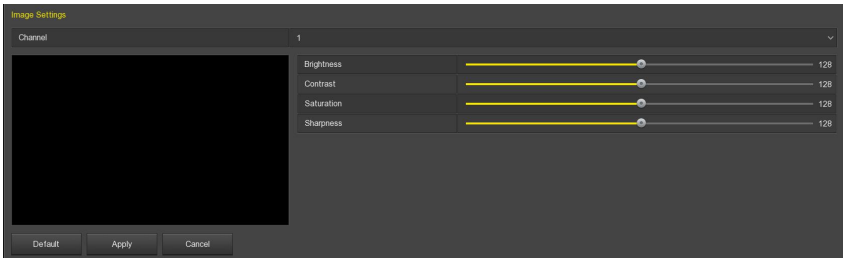 Image Settings
Channel 1
Brightness 128
Contrast 128
Saturation 128
Sharpness 128
Default Apply Cancel